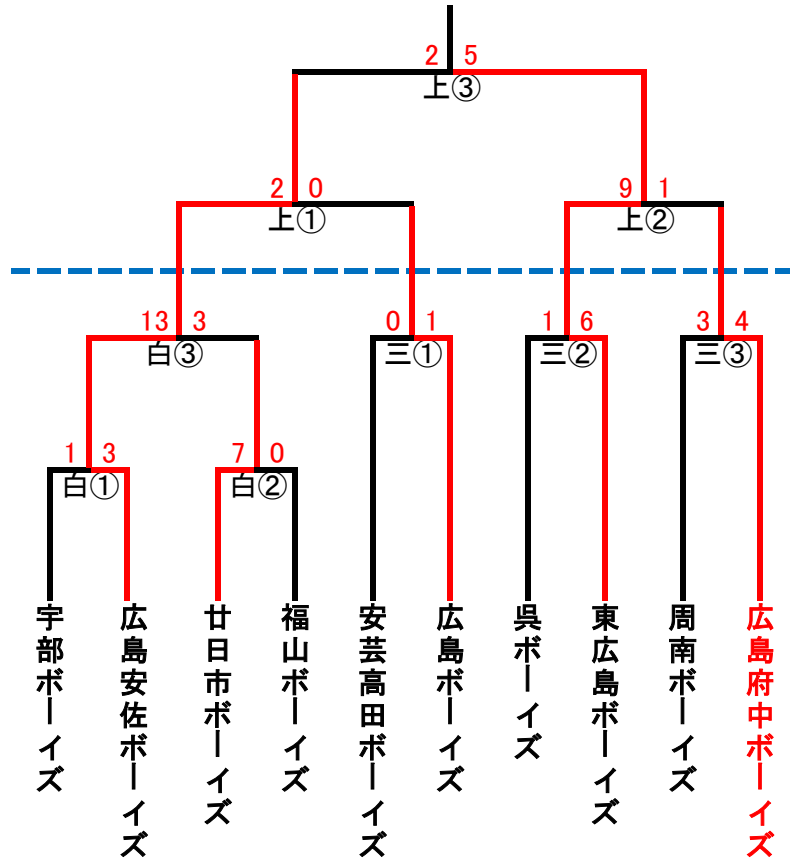 2 5
上③
2 0
上①
9 1
上②
13 3
白③
0 1
三①
1 6
三②
3 4
三③
1 3
白①
7 0
白②
宇部ボーイズ
広島安佐ボーイズ
廿日市ボーイズ
福山ボーイズ
安芸高田ボーイズ
広島ボーイズ
呉ボーイズ
東広島ボーイズ
周南ボーイズ
広島府中ボーイズ